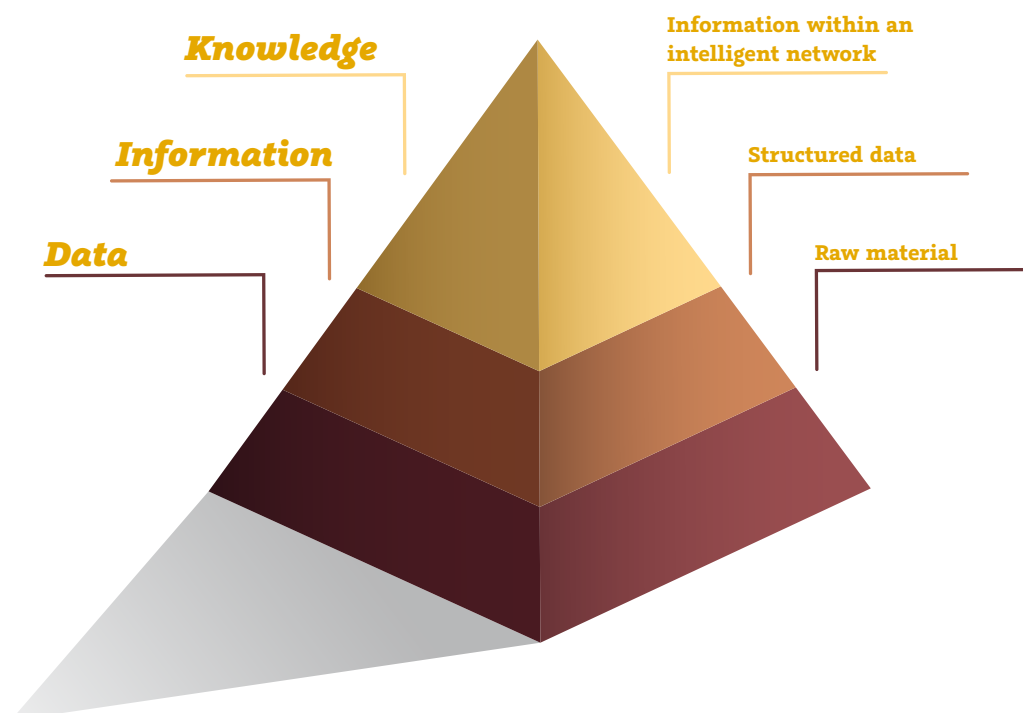 Knowledge
Information within an
intelligent network
Information
Structured data
Data
Raw material